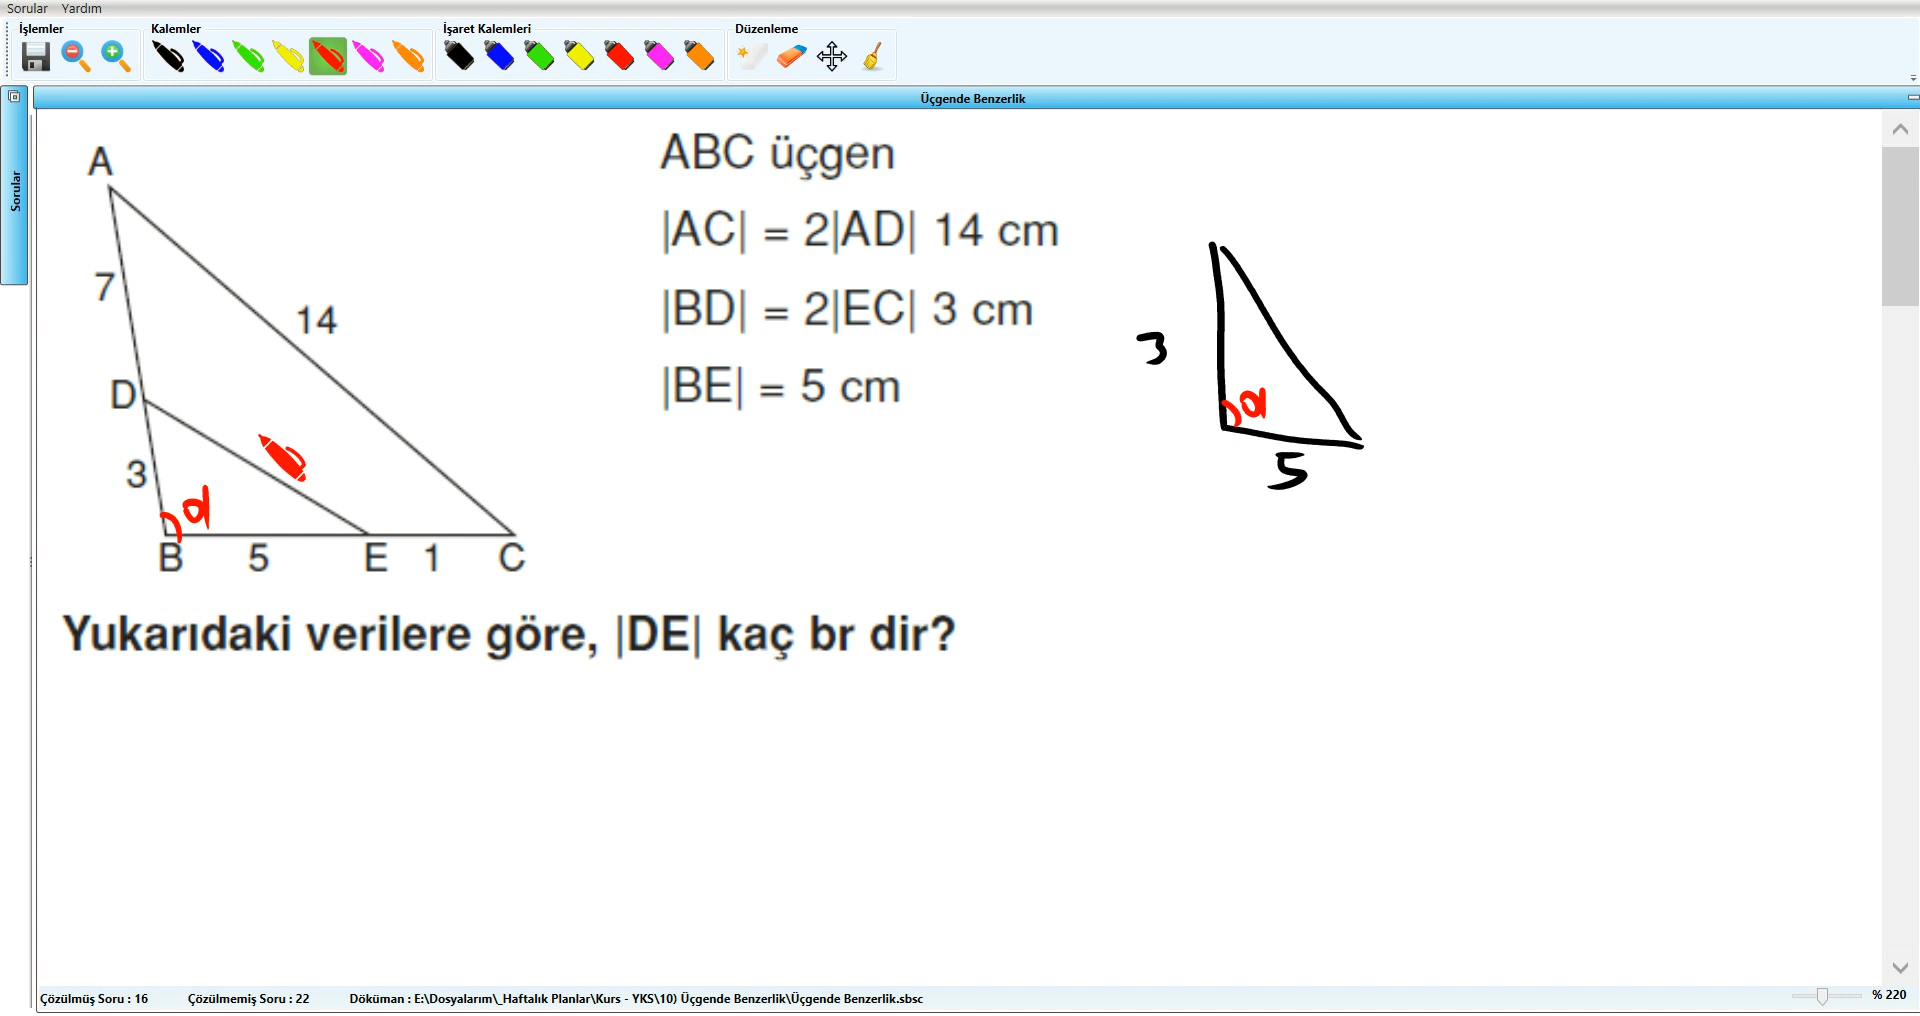 Sorular Yardım
İşlemler Kalemler İşaret Kalemleri Düzenleme
Üçgende Benzerlik
Sorular
A
7
14
D
3
α
B 5 E 1 C
ABC üçgen
|AC| = 2|AD| 14 cm
|BD| = 2|EC| 3 cm
|BE| = 5 cm
3
α
5
Yukarıdaki verilere göre, |DE| kaç br dir?
Çözülmüş Soru : 16 Çözülmemiş Soru : 22 Döküman : E:\Dosyalarım\_Haftalık Planlar\Kurs - YKS\10) Üçgende Benzerlik\Üçgende Benzerlik.sbsc % 220